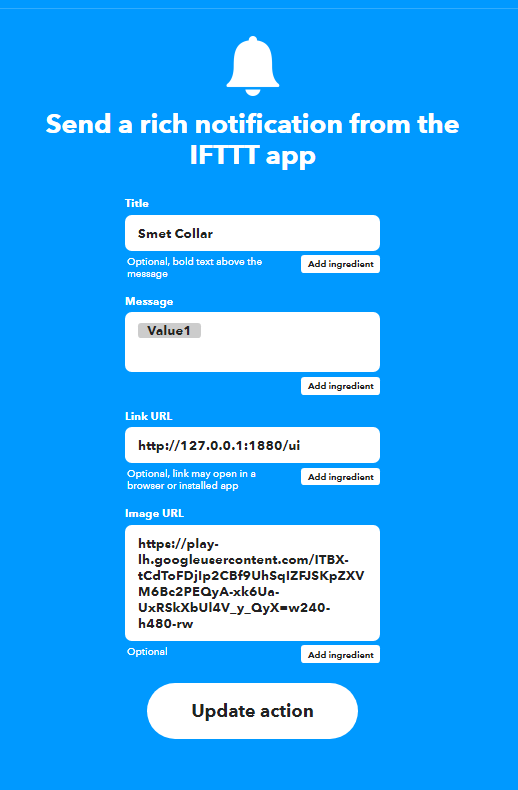 Send a rich notification from the
IFTTT app
Title
Smet Collar
Optional, bold text above the
message
Add ingredient
Message
Value1
Add ingredient
Link URL
http://127.0.0.1:1880/ui
Optional, link may open in a
browser or installed app
Add ingredient
Image URL
https://play-
lh.googleusercontent.com/ITBX-
tCdToFDjIp2CBf9UhSqIZFJSKpZXV
M6Bc2PEQyA-xk6Ua-
UxRSkXbUl4V_y_QyX=w240-
h480-rw
Optional
Add ingredient
Update action